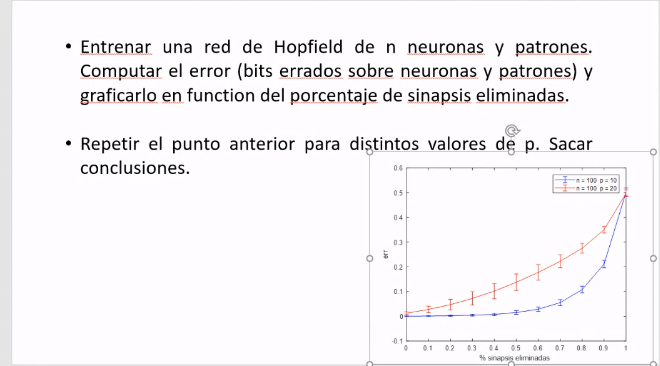 • Entrenar una red de Hopfield de n neuronas y patrones.
Computar el error (bits errados sobre neuronas y patrones) y
graficarlo en function del porcentaje de sinapsis eliminadas.
• Repetir el punto anterior para distintos valores de p. Sacar
conclusiones.
0.6
n = 100 p = 10
n = 100 p = 20
0.5
0.4
0.3
err
0.2
0.1
0
-0.1
0 0.1 0.2 0.3 0.4 0.5 0.6 0.7 0.8 0.9 1
% sinapsis eliminadas